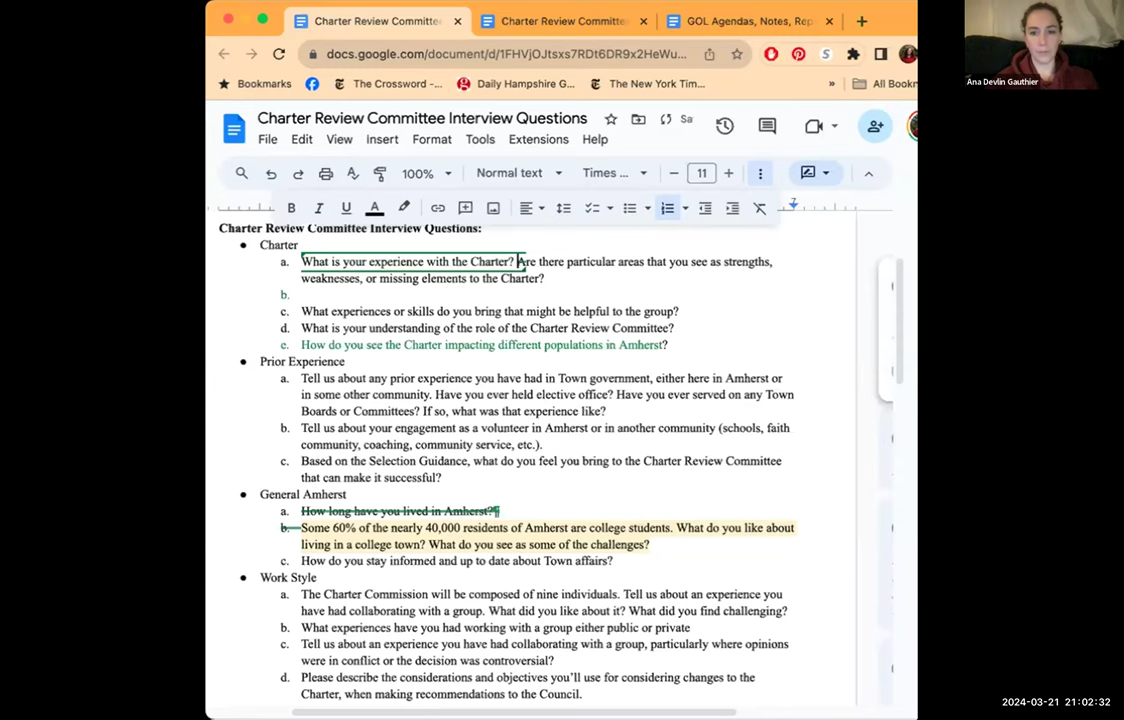 Charter Review Committee
Charter Review Committee
GOL Agendas, Notes, Rep
docs.google.com/document/d/1FHVjOJtsxs7RDt6DR9x2HeWu...
Bookmarks
The Crossword -...
Daily Hampshire G...
The New York Tim...
»
All Bookn
Charter Review Committee Interview Questions
Sa
File Edit View Insert Format Tools Extensions Help
100% Normal text Times ... 11
Charter Review Committee Interview Questions:
● Charter
a. What is your experience with the Charter? Are there particular areas that you see as strengths,
weaknesses, or missing elements to the Charter?
b.
c. What experiences or skills do you bring that might be helpful to the group?
d. What is your understanding of the role of the Charter Review Committee?
e. How do you see the Charter impacting different populations in Amherst?
● Prior Experience
a. Tell us about any prior experience you have had in Town government, either here in Amherst or
in some other community. Have you ever held elective office? Have you ever served on any Town
Boards or Committees? If so, what was that experience like?
b. Tell us about your engagement as a volunteer in Amherst or in another community (schools, faith
community, coaching, community service, etc.).
c. Based on the Selection Guidance, what do you feel you bring to the Charter Review Committee
that can make it successful?
● General Amherst
a. How long have you lived in Amherst?¶
b. Some 60% of the nearly 40,000 residents of Amherst are college students. What do you like about
living in a college town? What do you see as some of the challenges?
c. How do you stay informed and up to date about Town affairs?
● Work Style
a. The Charter Commission will be composed of nine individuals. Tell us about an experience you
have had collaborating with a group. What did you like about it? What did you find challenging?
b. What experiences have you had working with a group either public or private
c. Tell us about an experience you have had collaborating with a group, particularly where opinions
were in conflict or the decision was controversial?
d. Please describe the considerations and objectives you'll use for considering changes to the
Charter, when making recommendations to the Council.
Ana Devlin Gauthier
2024-03-21 21:02:32